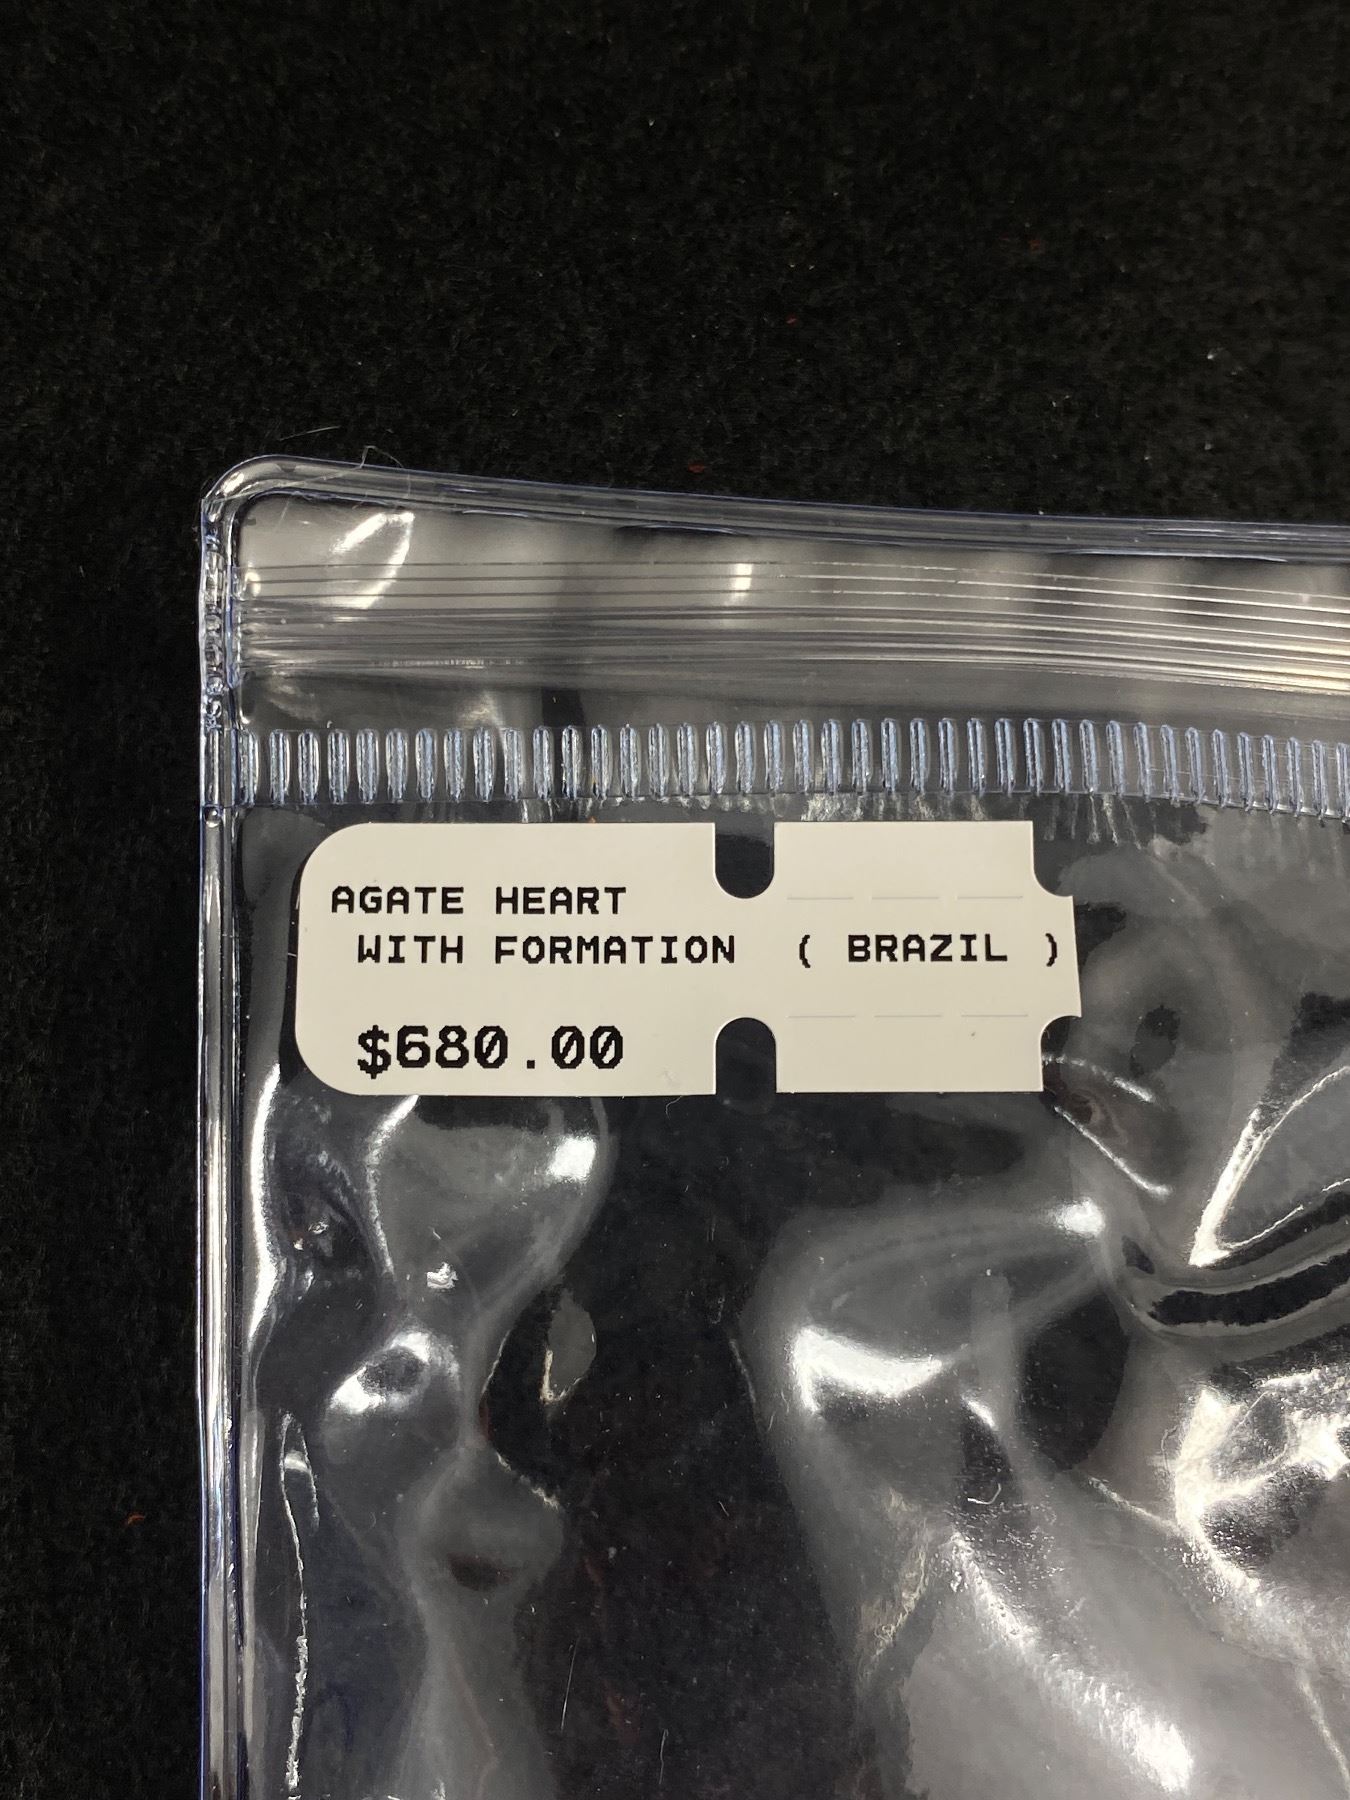 AGATE HEART
WITH FORMATION ( BRAZIL )
$680.00